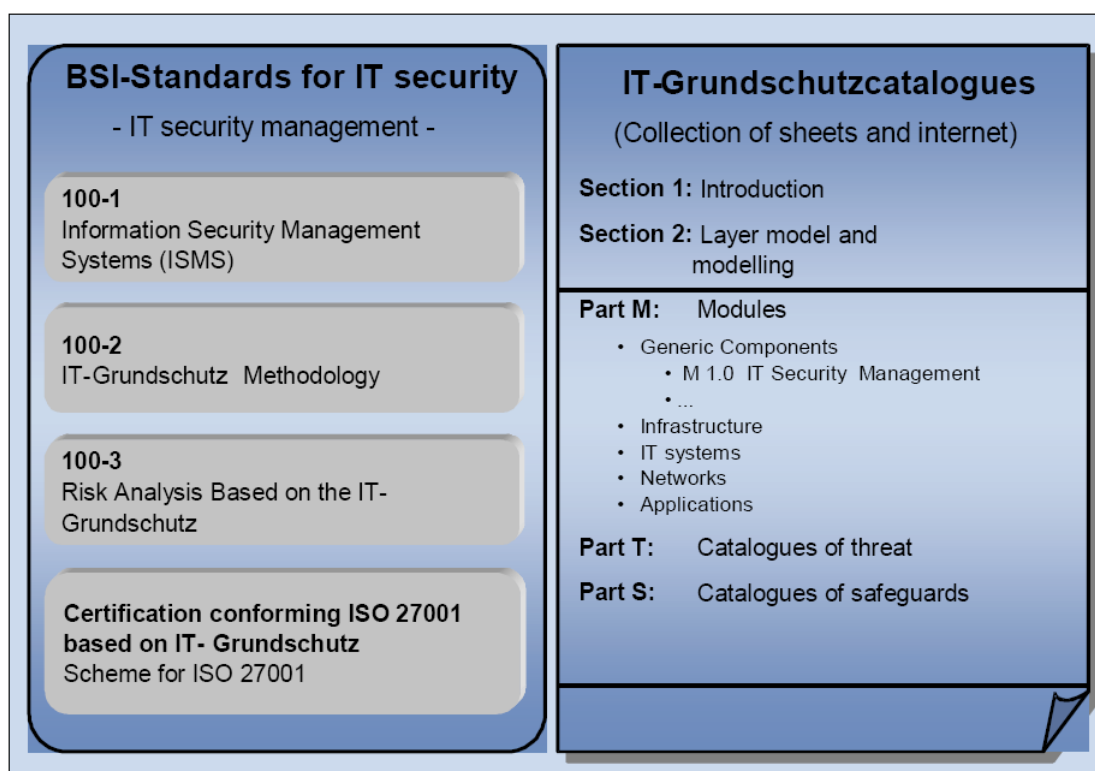 BSI-Standards for IT security
- IT security management -
100-1
Information Security Management
Systems (ISMS)
100-2
IT-Grundschutz Methodology
100-3
Risk Analysis Based on the IT-
Grundschutz
Certification conforming ISO 27001
based on IT- Grundschutz
Scheme for ISO 27001
IT-Grundschutzcatalogues
(Collection of sheets and internet)
Section 1: Introduction
Section 2: Layer model and
modelling
Part M: Modules
• Generic Components
• M 1.0 IT Security Management
• ...
• Infrastructure
• IT systems
• Networks
• Applications
Part T: Catalogues of threat
Part S: Catalogues of safeguards